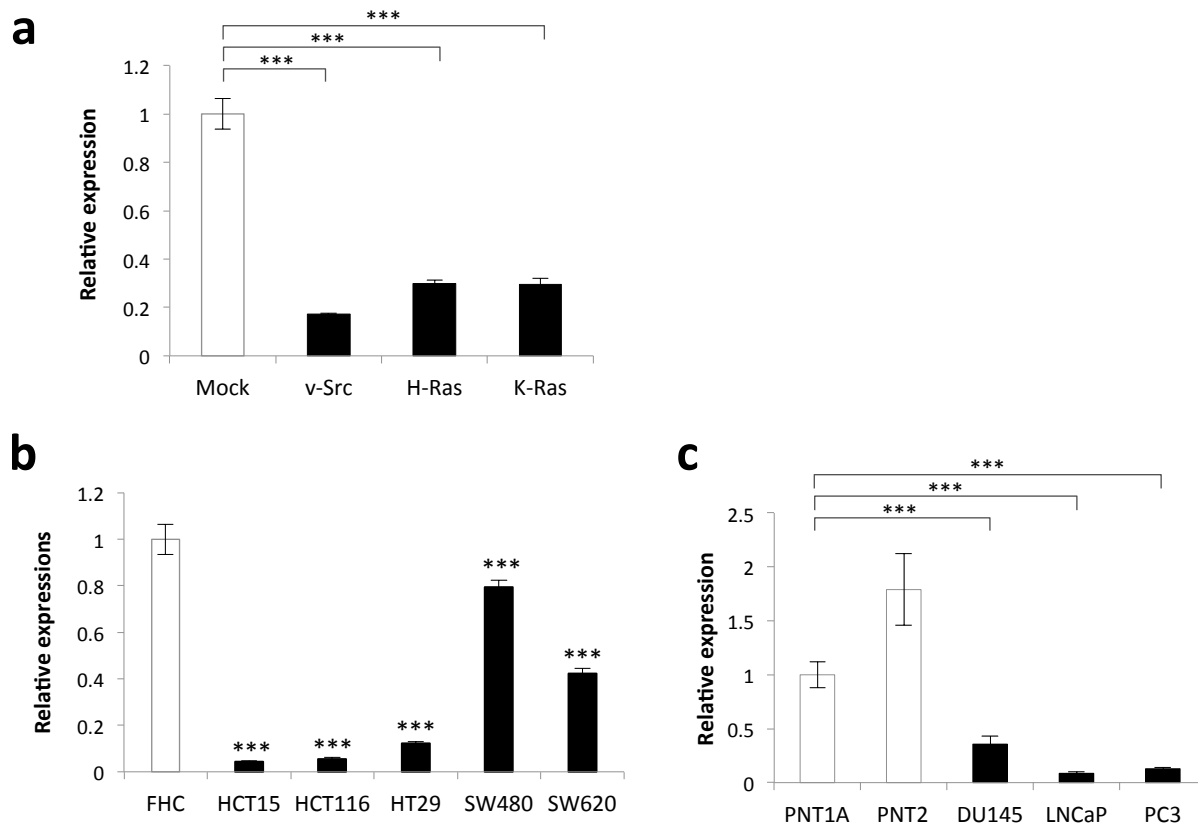 a
***
***
***
1.2
1
0.8
0.6
0.4
0.2
0
Relative expression
Mock v-Src H-Ras K-Ras
b
1.2
1
0.8
0.6
0.4
0.2
0
Relative expressions
*** *** *** *** ***
FHC HCT15 HCT116 HT29 SW480 SW620
c
***
***
***
2.5
2
1.5
1
0.5
0
Relative expression
PNT1A PNT2 DU145 LNCaP PC3